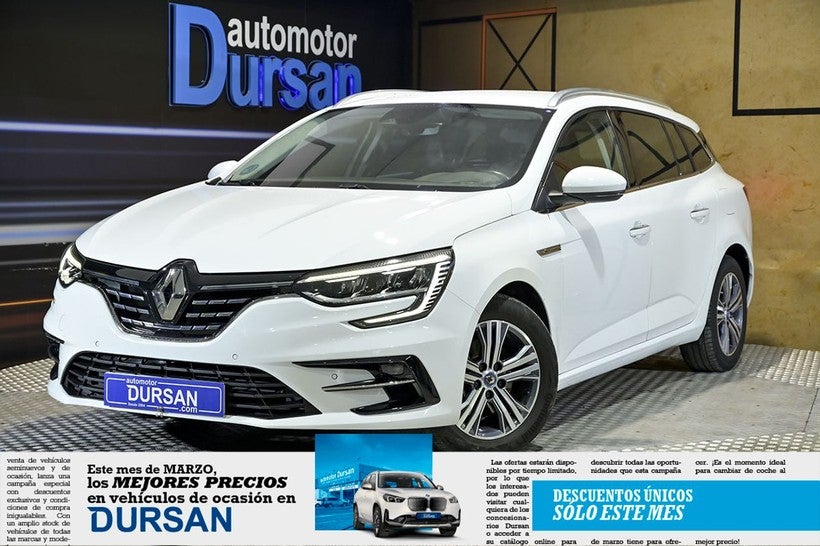 automotor
Dursan
automotor
DURSAN
Desde 1994 .com
venta de vehículos
seminuevos y de
ocasión, lanza una
campaña especial
con descuentos
exclusivos y condi-
ciones de compra
inigualables. Con
un amplio stock de
vehículos de todas
las marcas y mode-
Este mes de MARZO,
los MEJORES PRECIOS
en vehículos de ocasión en
DURSAN
automotor Dursan
Las ofertas estarán dispo-
nibles por tiempo limitado,
por lo que
los interesa-
dos pueden
visitar cual-
quiera de los
concesiona-
rios Dursan
o acceder a
su catálogo
online para
descubrir todas las oportu-
nidades que esta campaña
de marzo tiene para ofre-
cer. ¡Es el momento ideal
para cambiar de coche al
mejor precio!
DESCUENTOS ÚNICOS
SÓLO ESTE MES